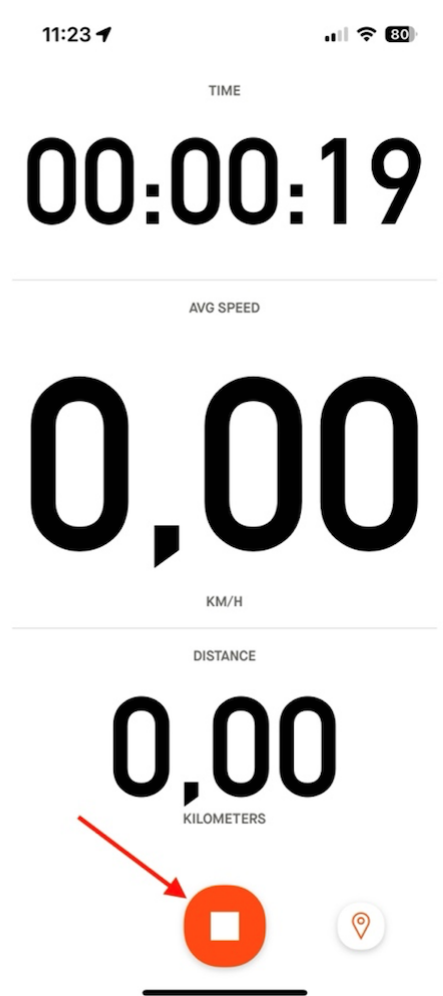 11:23
80
TIME
00:00:19
AVG SPEED
0,00
KM/H
DISTANCE
0,00
KILOMETERS